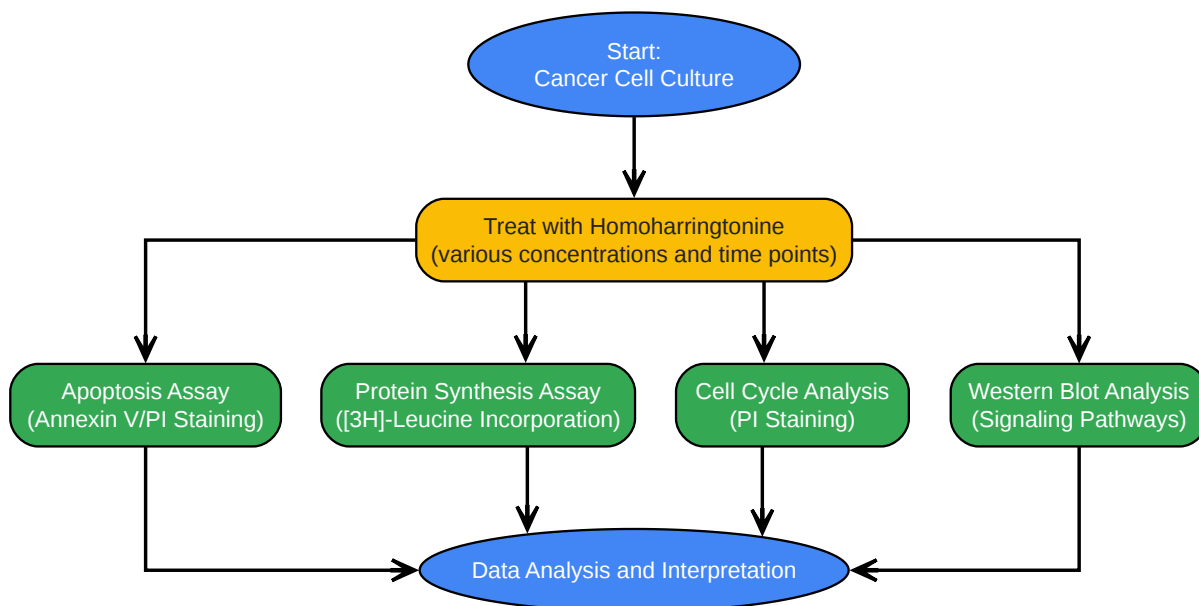 Start:
Cancer Cell Culture
Treat with Homoharringtonine
(various concentrations and time points)
Apoptosis Assay
(Annexin V/PI Staining)
Protein Synthesis Assay
([3H]-Leucine Incorporation)
Cell Cycle Analysis
(PI Staining)
Western Blot Analysis
(Signaling Pathways)
Data Analysis and Interpretation